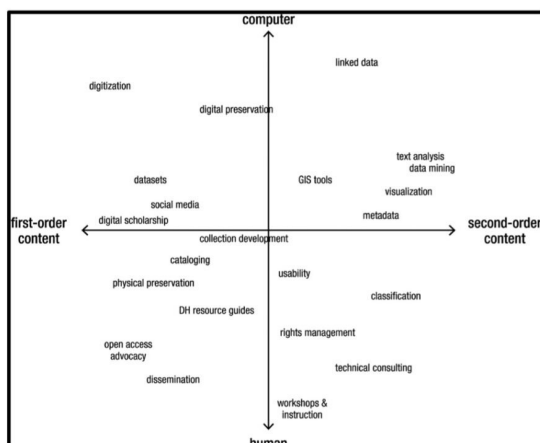 computer
linked data
digitization
digital preservation
text analysis
data mining
datasets
GIS tools
visualization
social media
metadata
digital scholarship
first-order
content
second-order
content
collection development
cataloging
usability
physical preservation
classification
DH resource guides
rights management
open access
advocacy
technical consulting
dissemination
workshops &
instruction
human